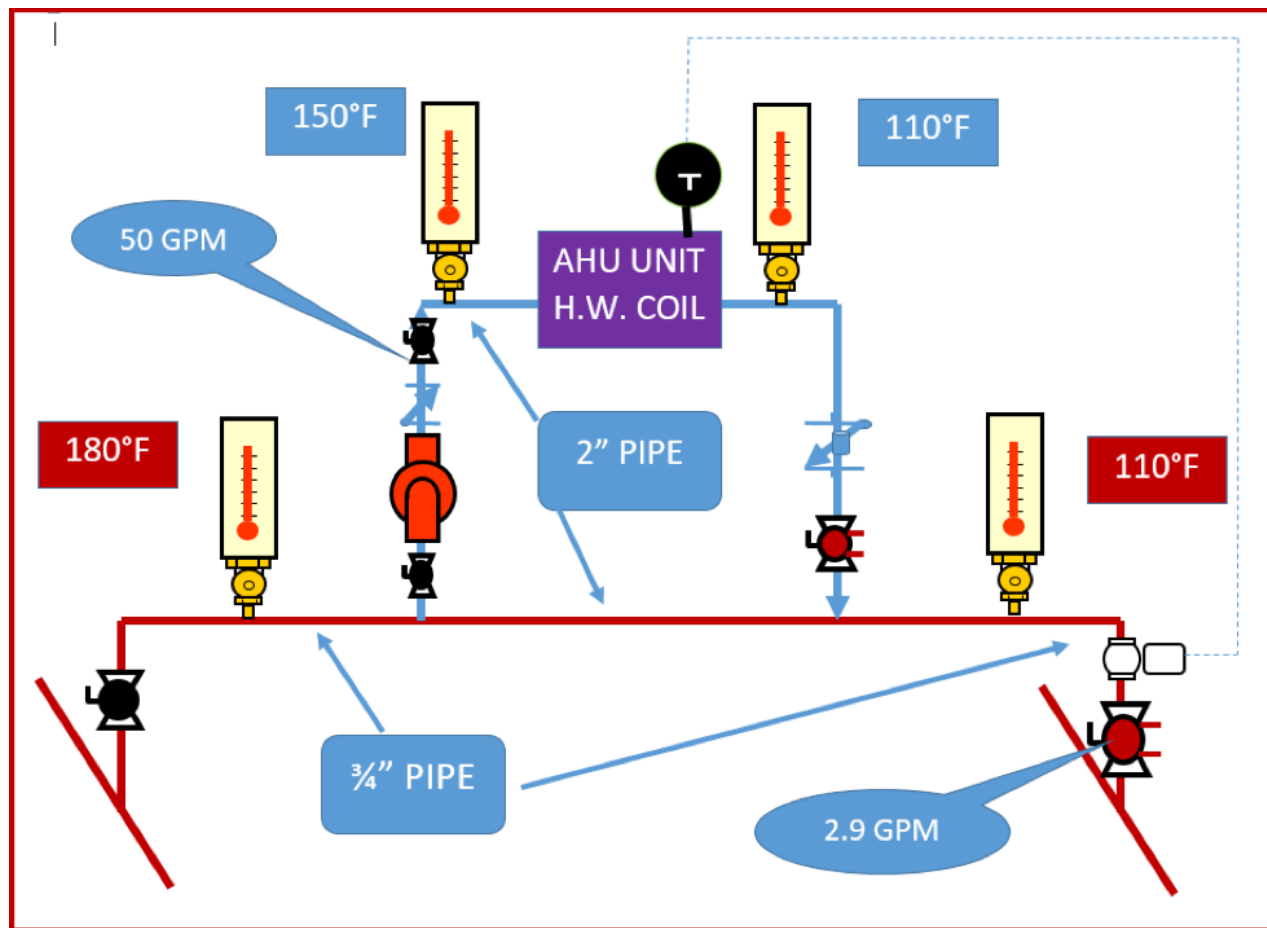 150°F
110°F
T
AHU UNIT
H.W. COIL
50 GPM
180°F
2” PIPE
110°F
¾” PIPE
2.9 GPM